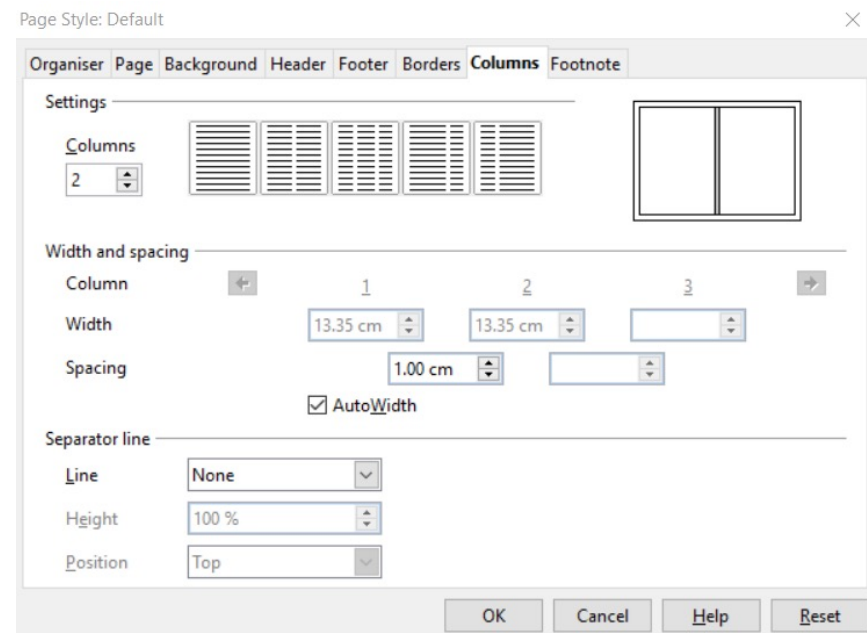 Page Style: Default
Organiser Page Background Header Footer Borders Columns Footnote
Settings
Columns
2
Width and spacing
Column 1 2 3
Width 13.35 cm 13.35 cm
Spacing 1.00 cm
AutoWidth
Separator line
Line None
Height 100 %
Position Top
OK Cancel Help Reset